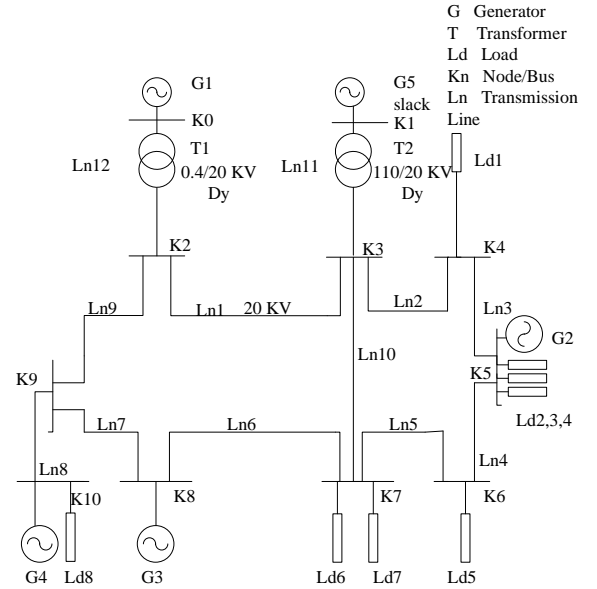 G Generator
T Transformer
Ld Load
Kn Node/Bus
Ln Transmission
Line
G1
G5
slack
K0
K1
T1
T2
Ln12
0.4/20 KV
Dy
Ln11
110/20 KV
Dy
Ld1
K2
K3
K4
Ln9
Ln1
20 KV
Ln2
Ln3
G2
K9
Ln10
K5
Ld2,3,4
Ln7
Ln6
Ln5
Ln4
Ln8
K10
K8
K7
K6
G4
Ld8
G3
Ld6
Ld7
Ld5